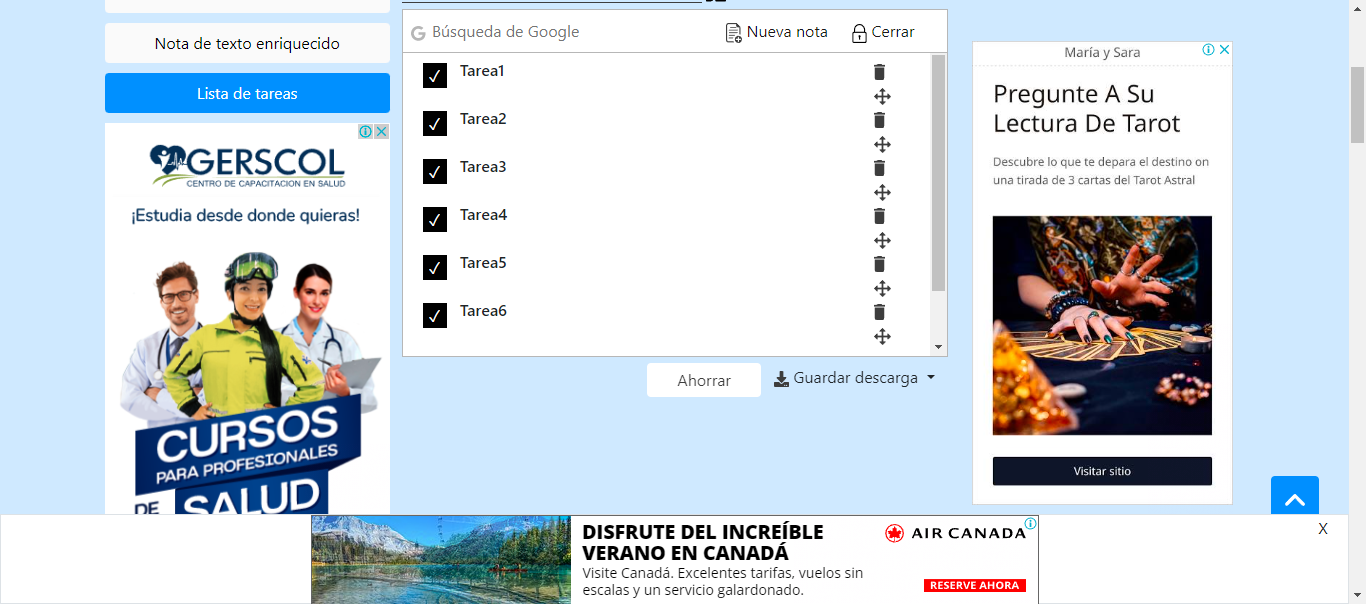 Nota de texto enriquecido
Lista de tareas
GERSCOL
CENTRO DE CAPACITACION EN SALUD
¡Estudia desde donde quieras!
CURSOS
PARA PROFESIONALES
DE SALUD
Búsqueda de Google
Nueva nota
Cerrar
Tarea1
Tarea2
Tarea3
Tarea4
Tarea5
Tarea6
Ahorrar
Guardar descarga
María y Sara
Pregunte A Su
Lectura De Tarot
Descubre lo que te depara el destino on
una tirada de 3 cartas del Tarot Astral
Visitar sitio
DISFRUTE DEL INCREÍBLE
VERANO EN CANADÁ
Visite Canadá. Excelentes tarifas, vuelos sin
escalas y un servicio galardonado.
AIR CANADA
RESERVE AHORA
X